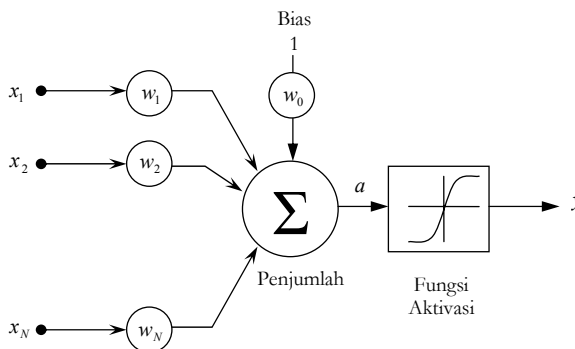 Bias
1
x1
w1
w0
x2
w2
a
Σ
Penjumlah
Fungsi
Aktivasi
xN
wN